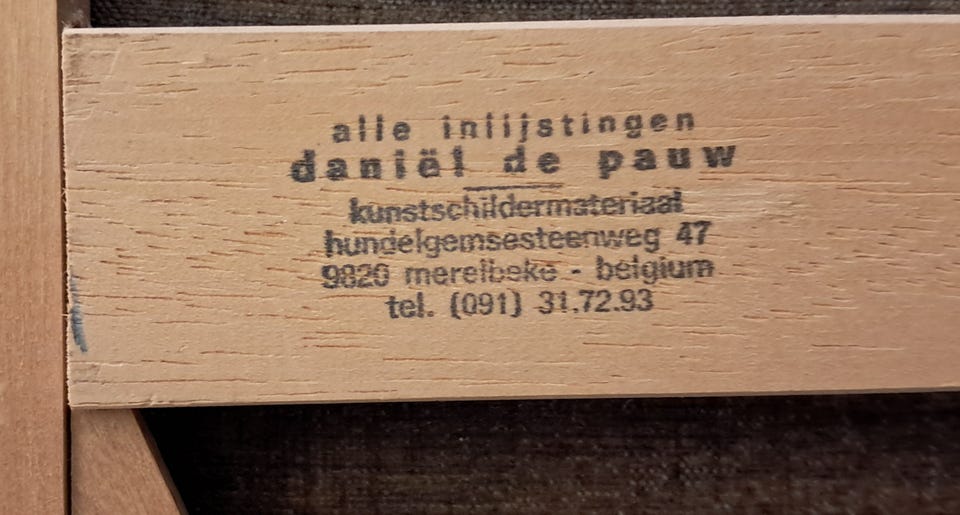 alle inlijstingen
daniël de pauw
kunstschildermateriaal
hundelgemsesteenweg 47
9820 merelbeke - belgium
tel. (091) 31.72.93